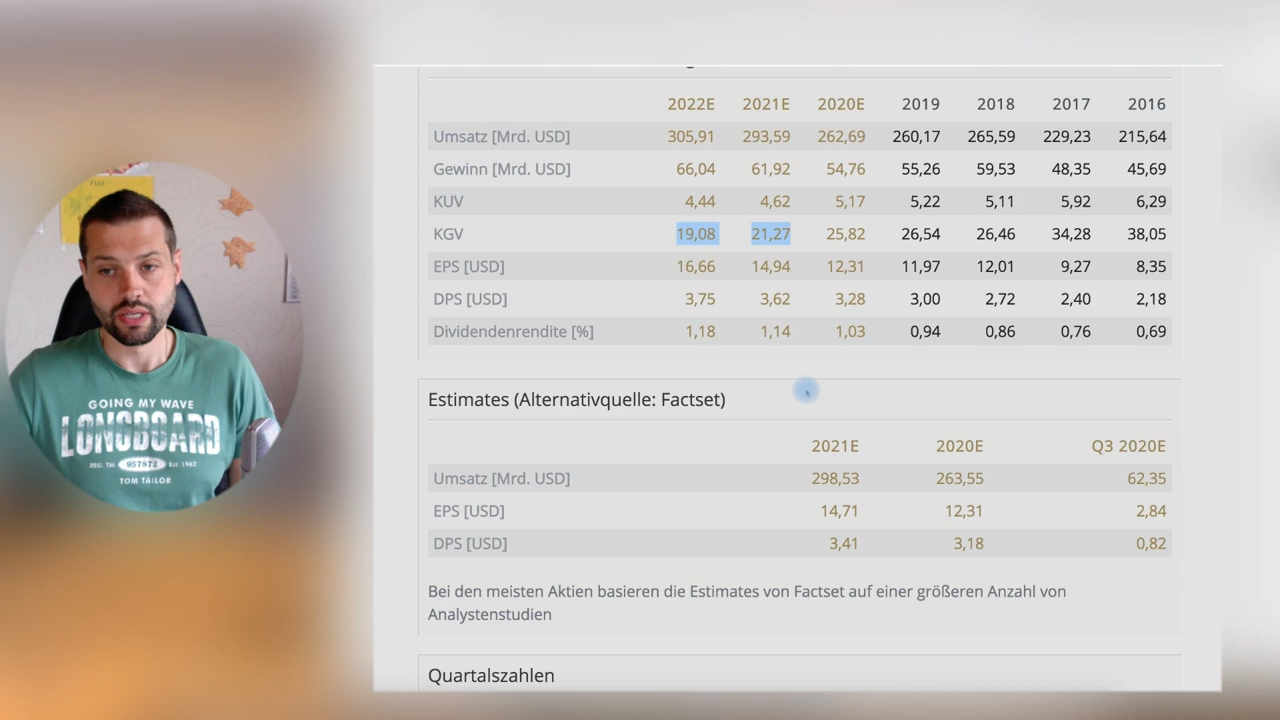 FÜR
GOING MY WAVE
LONGBOARD
REG. TM. 957872 Est. 1962
TOM TAILOR
2022E 2021E 2020E 2019 2018 2017 2016
Umsatz [Mrd. USD] 305,91 293,59 262,69 260,17 265,59 229,23 215,64
Gewinn [Mrd. USD] 66,04 61,92 54,76 55,26 59,53 48,35 45,69
KUV 4,44 4,62 5,17 5,22 5,11 5,92 6,29
KGV 19,08 21,27 25,82 26,54 26,46 34,28 38,05
EPS [USD] 16,66 14,94 12,31 11,97 12,01 9,27 8,35
DPS [USD] 3,75 3,62 3,28 3,00 2,72 2,40 2,18
Dividendenrendite [%] 1,18 1,14 1,03 0,94 0,86 0,76 0,69
Estimates (Alternativquelle: Factset)
2021E 2020E Q3 2020E
Umsatz [Mrd. USD] 298,53 263,55 62,35
EPS [USD] 14,71 12,31 2,84
DPS [USD] 3,41 3,18 0,82
Bei den meisten Aktien basieren die Estimates von Factset auf einer größeren Anzahl von
Analystenstudien
Quartalszahlen